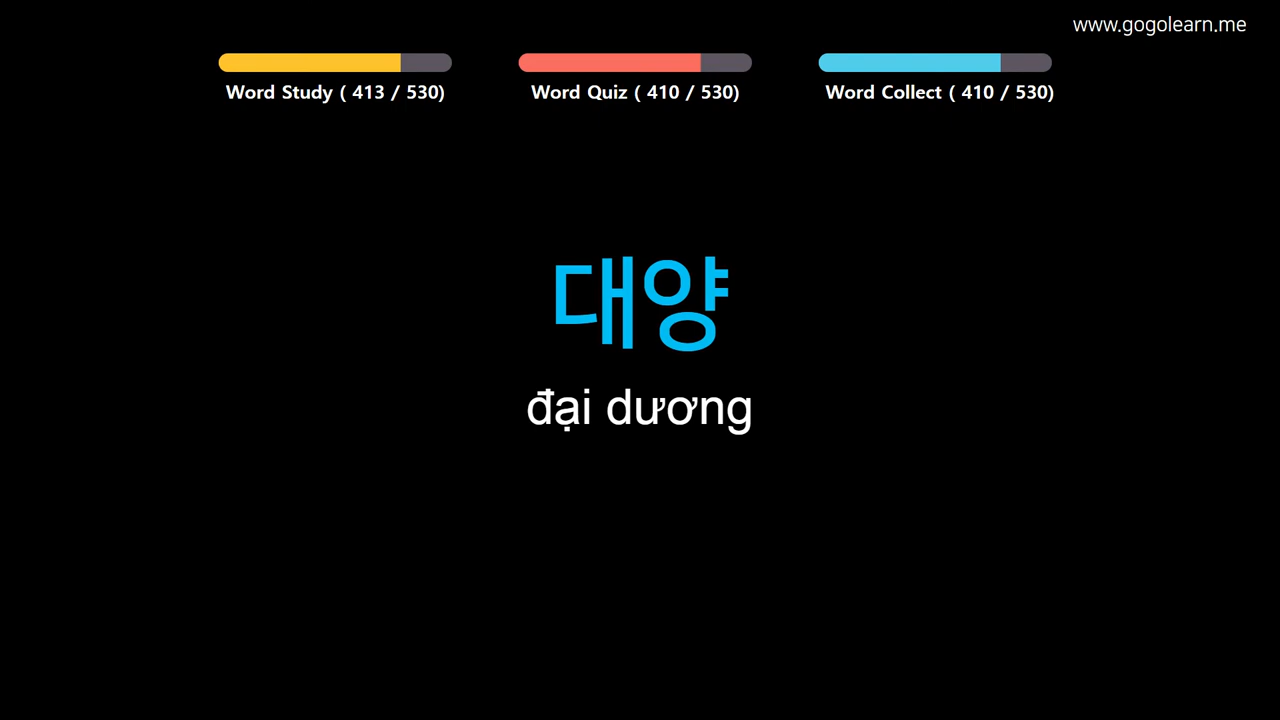 www.gogolearn.me
Word Study ( 413 / 530)
Word Quiz ( 410 / 530)
Word Collect ( 410 / 530)
대양
đại dương